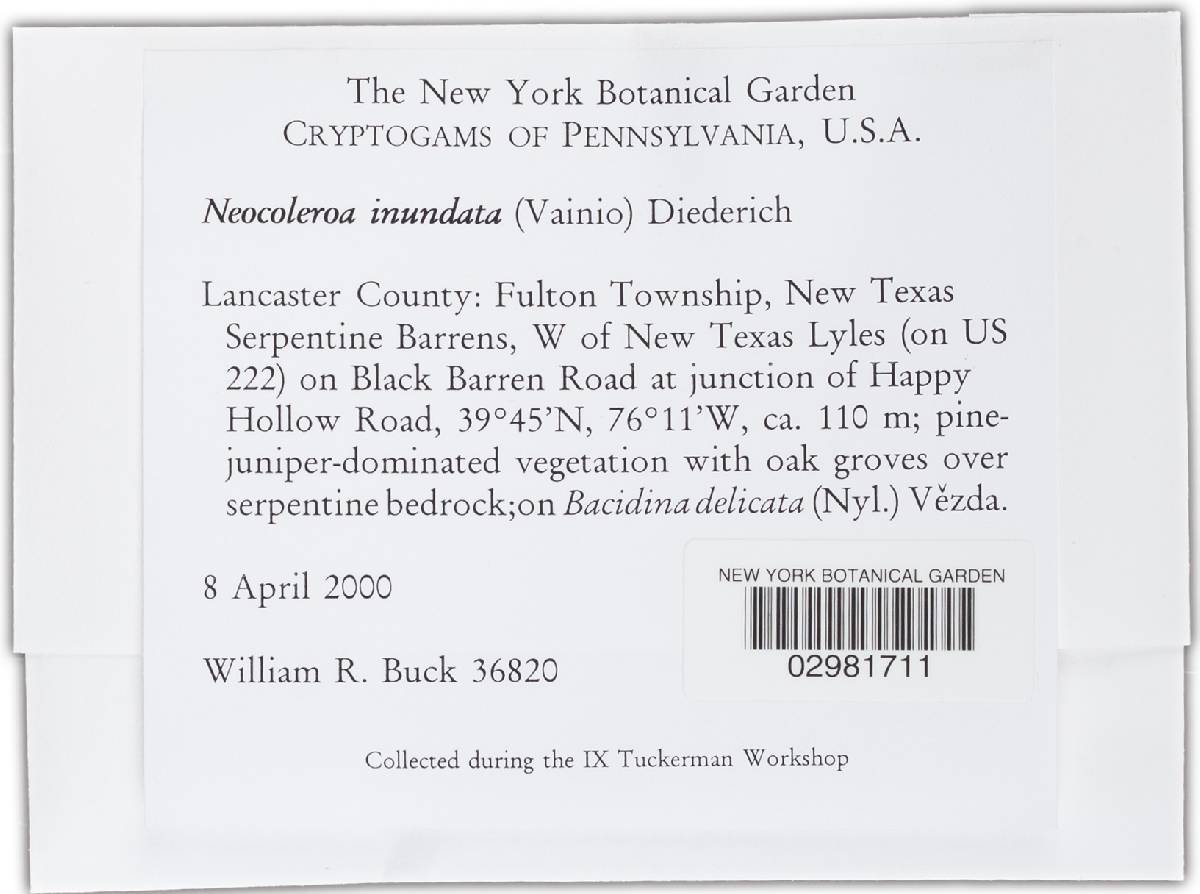 The New York Botanical Garden
CRYPTOGAMS OF PENNSYLVANIA, U.S.A.
Neocoleroa inundata (Vainio) Diederich
Lancaster County: Fulton Township, New Texas
Serpentine Barrens, W of New Texas Lyles (on US
222) on Black Barren Road at junction of Happy
Hollow Road, 39°45'N, 76°11'W, ca. 110 m; pine-
juniper-dominated vegetation with oak groves over
serpentine bedrock;on Bacidina delicata (Nyl.) Vězda.
8 April 2000
NEW YORK BOTANICAL GARDEN
02981711
William R. Buck 36820
Collected during the IX Tuckerman Workshop